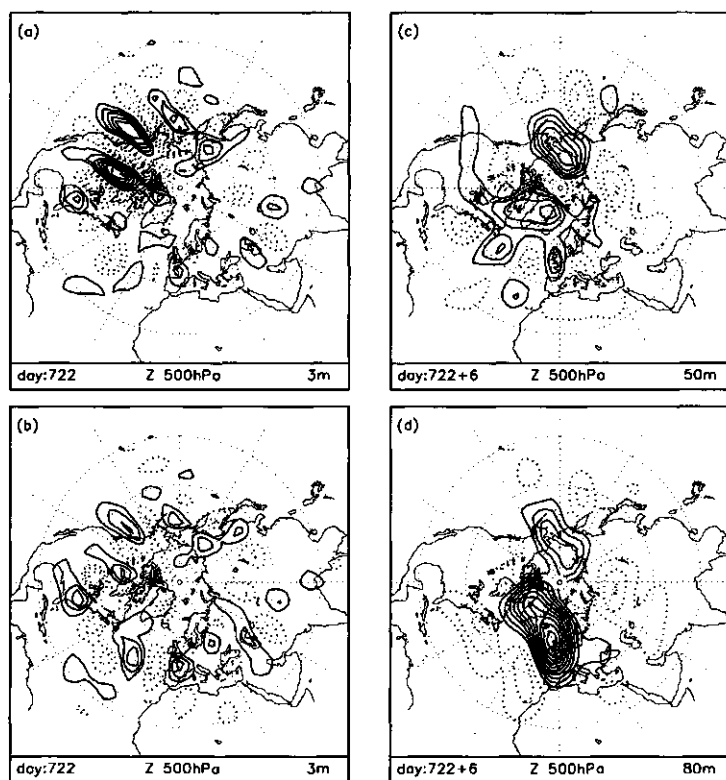 (a)
day:722 Z 500hPa 3m
(c)
day:722+6 Z 500hPa 50m
(b)
day:722 Z 500hPa 3m
(d)
day:722+6 Z 500hPa 80m